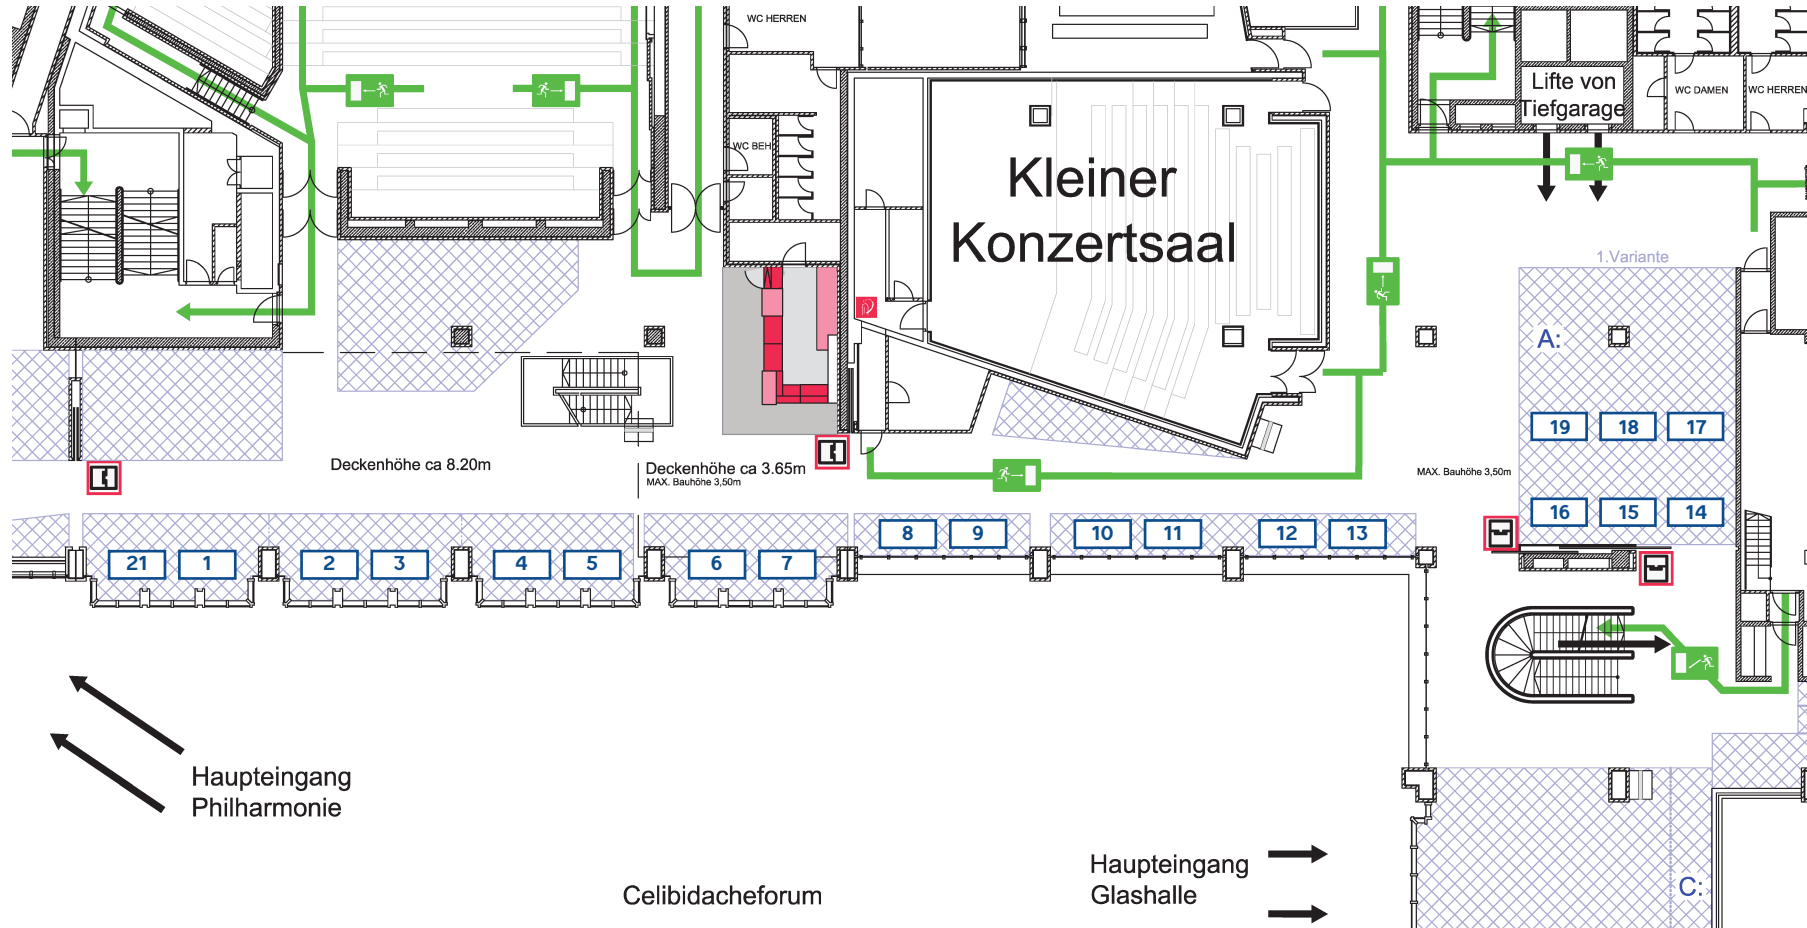 WC HERREN
Lifte von
Tiefgarage
WC DAMEN
WC HERREN
WC BEH
Kleiner
Konzertsaal
1.Variante
A:
19
18
17
Deckenhöhe ca 8.20m
Deckenhöhe ca 3.65m
MAX. Bauhöhe 3,50m
MAX. Bauhöhe 3,50m
16
15
14
8
9
10
11
12
13
21
1
2
3
4
5
6
7
Haupteingang
Philharmonie
Haupteingang
Glashalle
Celibidacheforum
C: